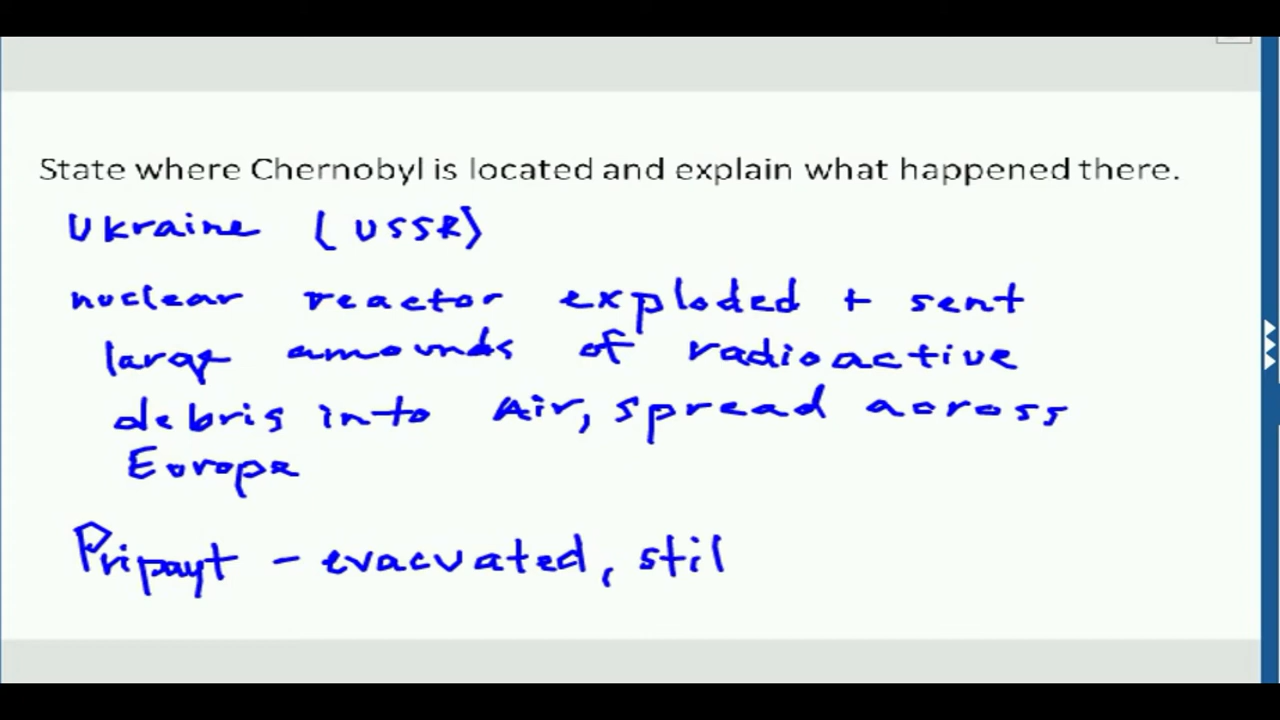 State where Chernobyl is located and explain what happened there.
Ukraine (USSR)
nuclear reactor exploded + sent
large amounts of radioactive
debris into Air, spread across
Europe
Pripayt - evacuated, stil